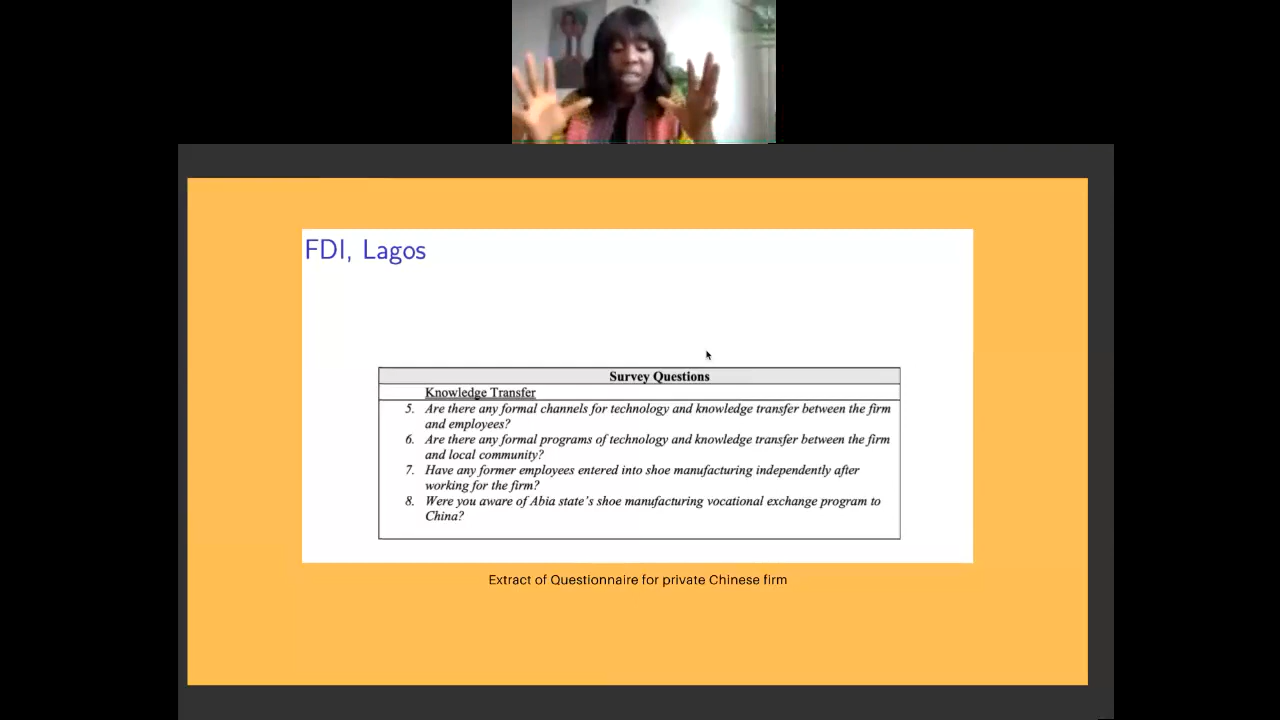 FDI, Lagos
Survey Questions
Knowledge Transfer
5. Are there any formal channels for technology and knowledge transfer between the firm
and employees?
6. Are there any formal programs of technology and knowledge transfer between the firm
and local community?
7. Have any former employees entered into shoe manufacturing independently after
working for the firm?
8. Were you aware of Abia state's shoe manufacturing vocational exchange program to
China?
Extract of Questionnaire for private Chinese firm